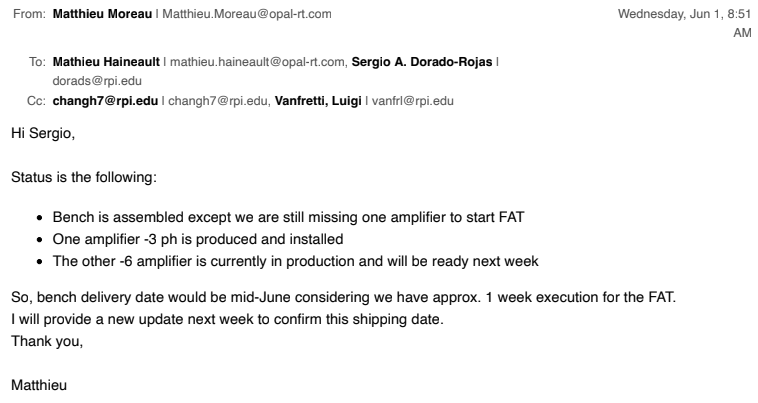 From: Matthieu Moreau | Matthieu.Moreau@opal-rt.com Wednesday, Jun 1, 8:51
AM
To: Mathieu Haineault | mathieu.haineault@opal-rt.com, Sergio A. Dorado-Rojas |
dorads@rpi.edu
Cc: changh7@rpi.edu | changh7@rpi.edu, Vanfretti, Luigi | vanfrl@rpi.edu
Hi Sergio,
Status is the following:
• Bench is assembled except we are still missing one amplifier to start FAT
• One amplifier -3 ph is produced and installed
• The other -6 amplifier is currently in production and will be ready next week
So, bench delivery date would be mid-June considering we have approx. 1 week execution for the FAT.
I will provide a new update next week to confirm this shipping date.
Thank you,
Matthieu